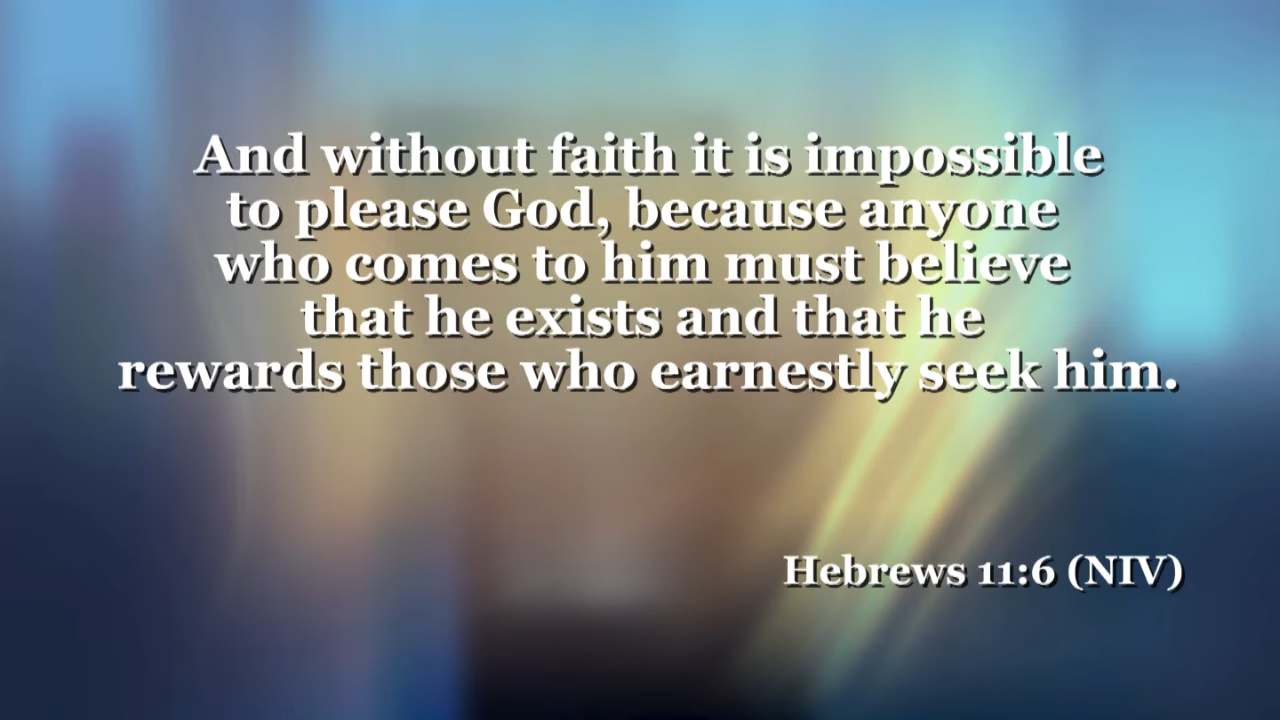 And without faith it is impossible
to please God, because anyone
who comes to him must believe
that he exists and that he
rewards those who earnestly seek him.
Hebrews 11:6 (NIV)